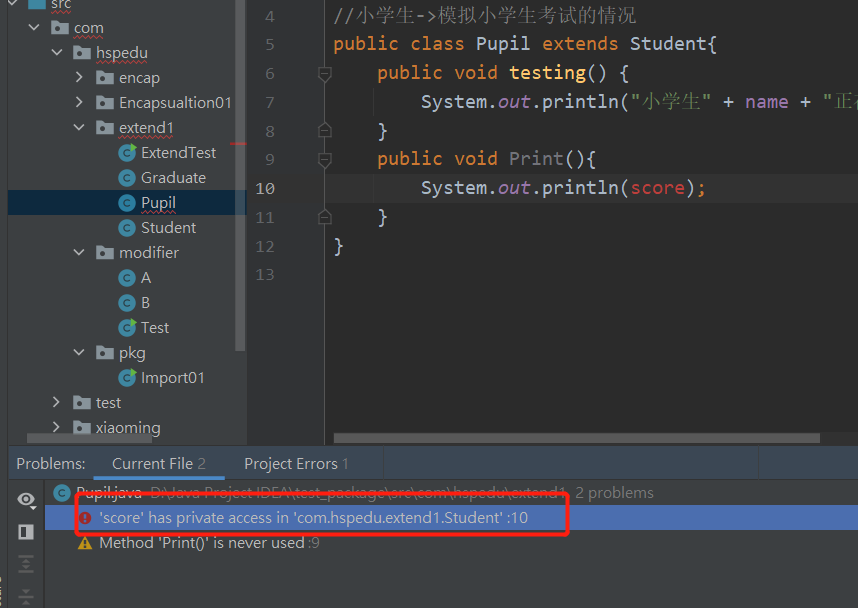 src
com
hspedu
encap
Encapsualtion01
extend1
ExtendTest
Graduate
Pupil
Student
modifier
A
B
Test
pkg
Import01
test
xiaoming
4 //小学生->模拟小学生考试的情况
5 public class Pupil extends Student{
6 public void testing() {
7 System.out.println("小学生" + name + "正
8 }
9 public void Print(){
10 System.out.println(score);
11 }
12 }
13
Problems: Current File 2 Project Errors 1
Pupil.java D:\Java Project IDEA\test_package\src\com\hspedu\extend1 2 problems
'score' has private access in 'com.hspedu.extend1.Student' :10
Method 'Print()' is never used :9